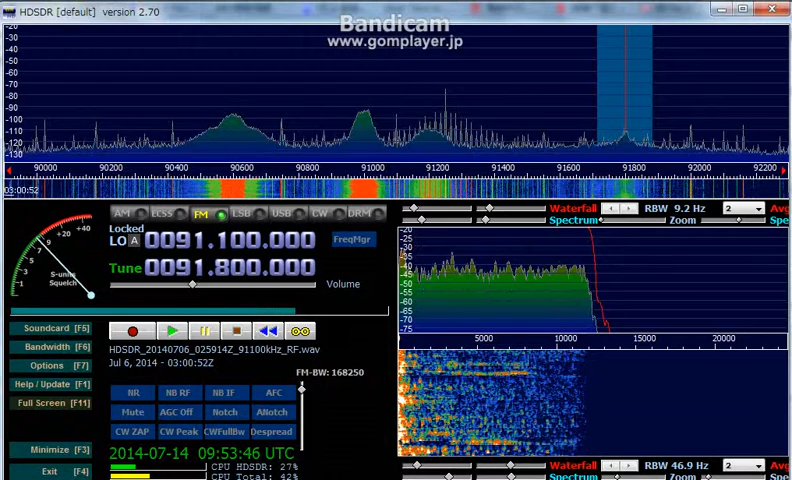 HDSDR [default] version 2.70
Bandicam
www.gomplayer.jp
-20
-30
-40
-50
-60
-70
-80
-90
-100
-110
-120
-130
90000 90200 90400 90600 90800 91000 91200 91400 91600 91800 92000 92200
03:00:52
AM ECSS FM LSB USB CW DRM
Waterfall RBW 9.2 Hz 2 Avg
Spectrum Zoom Spe
Locked
LO A 0091.100.000 FreqMgr
Tune 0091.800.000
Volume
+20 +40
1 3 5 7 9
S-units
Squelch
-20
-25
-30
-35
-40
-45
-50
-55
-60
-65
-70
-75
5000 10000 15000 20000
Soundcard [F5]
Bandwidth [F6]
Options [F7]
Help / Update [F1]
Full Screen [F11]
Minimize [F3]
Exit [F4]
HDSDR_20140706_025914Z_91100kHz_RF.wav
Jul 6, 2014 - 03:00:52Z
FM-BW: 168250
NR NB RF NB IF AFC
Mute AGC Off Notch ANotch
CW ZAP CW Peak CWFullBw Despread
2014-07-14 09:53:46 UTC
CPU HDSDR: 27%
CPU Total: 42%
Waterfall RBW 46.9 Hz 2 Avg
Spectrum Zoom Spe